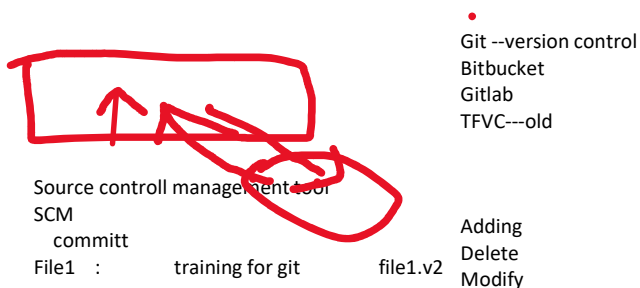 Git --version control
Bitbucket
Gitlab
TFVC---old
Source controll management tool
SCM
committ
File1 : training for git file1.v2
Adding
Delete
Modify